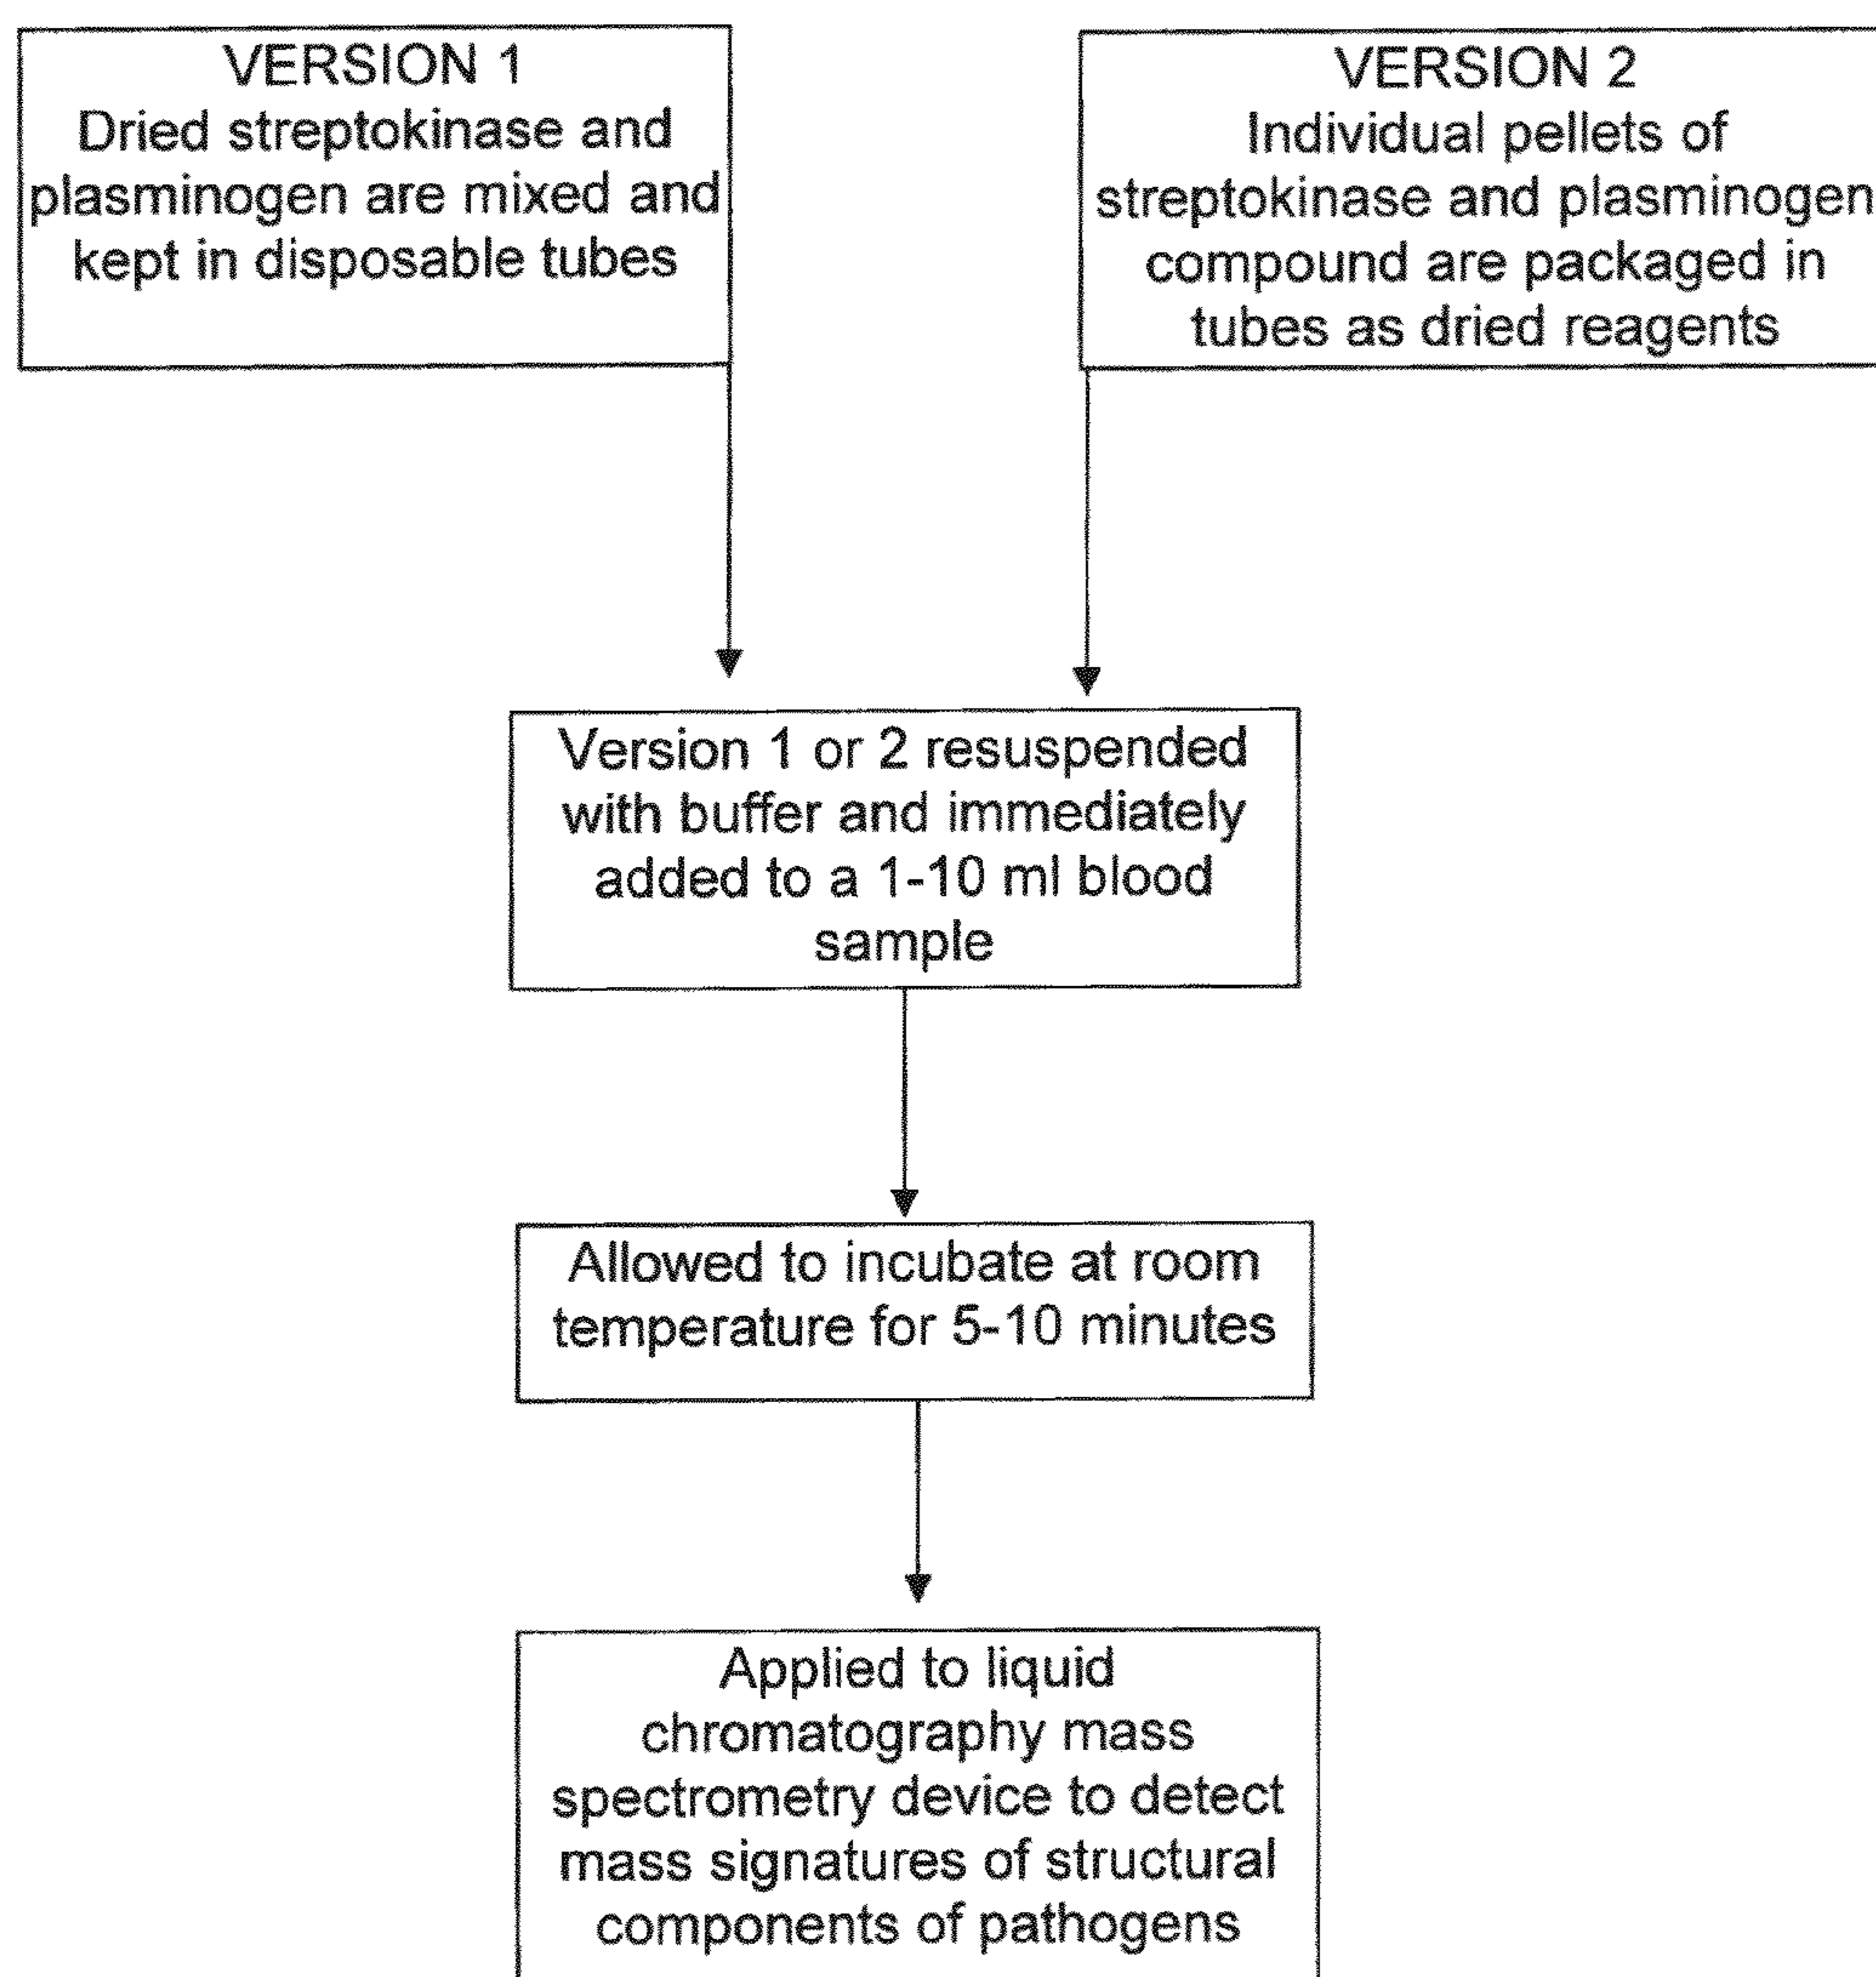 VERSION 1
Dried streptokinase and
plasminogen are mixed and
kept in disposable tubes
VERSION 2
Individual pellets of
streptokinase and plasminogen
compound are packaged in
tubes as dried reagents
Version 1 or 2 resuspended
with buffer and immediately
added to a 1-10 ml blood
sample
Allowed to incubate at room
temperature for 5-10 minutes
Applied to liquid
chromatography mass
spectrometry device to detect
mass signatures of structural
components of pathogens